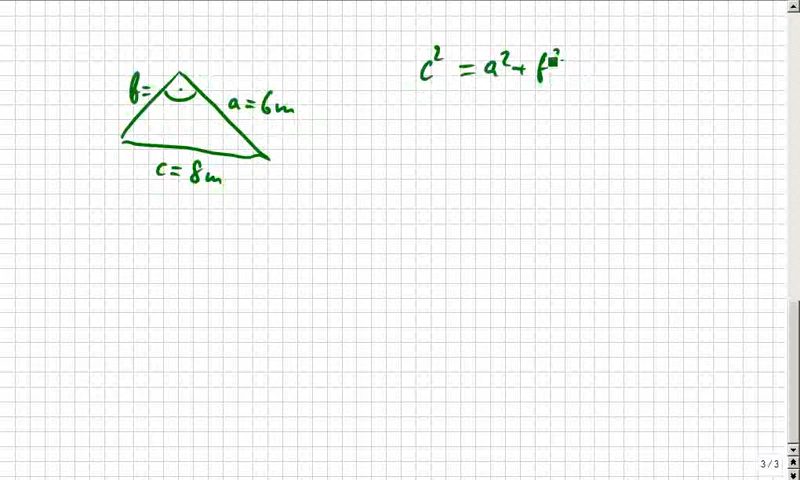 c² = a² + b²
b =
a = 6m
c = 8m
3 / 3